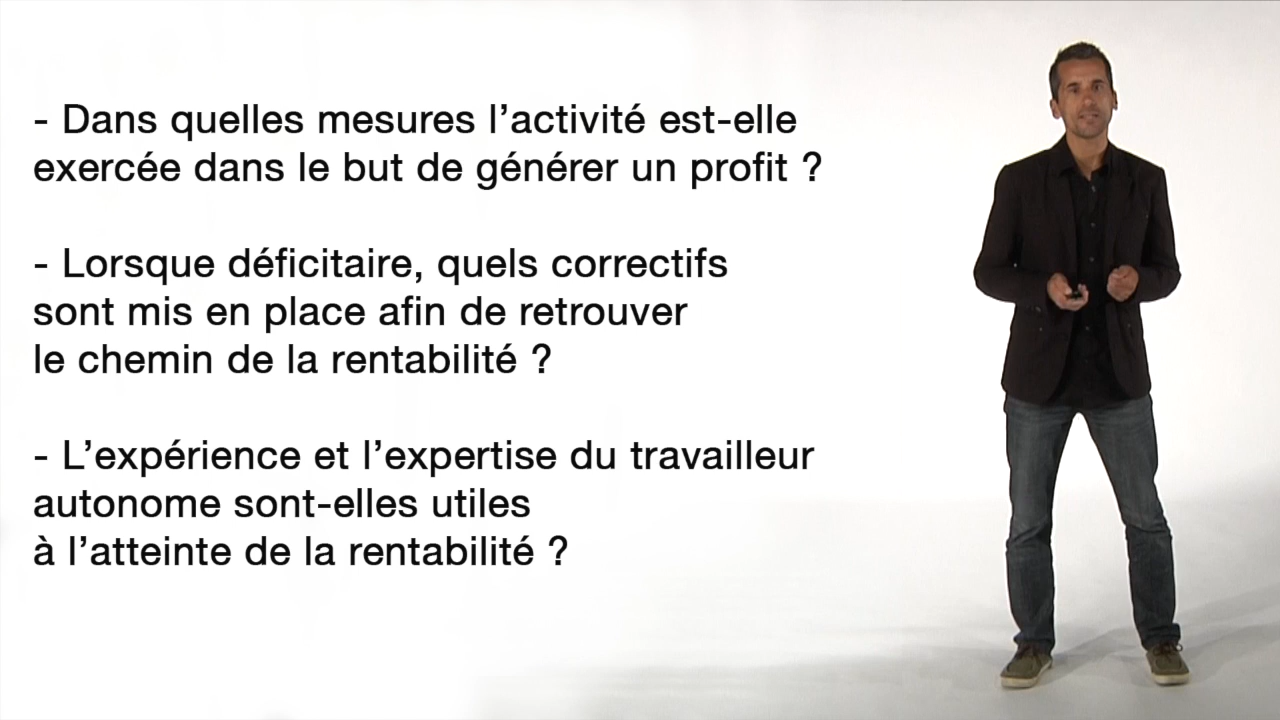 - Dans quelles mesures l’activité est-elle
exercée dans le but de générer un profit ?
- Lorsque déficitaire, quels correctifs
sont mis en place afin de retrouver
le chemin de la rentabilité ?
- L’expérience et l’expertise du travailleur
autonome sont-elles utiles
à l’atteinte de la rentabilité ?